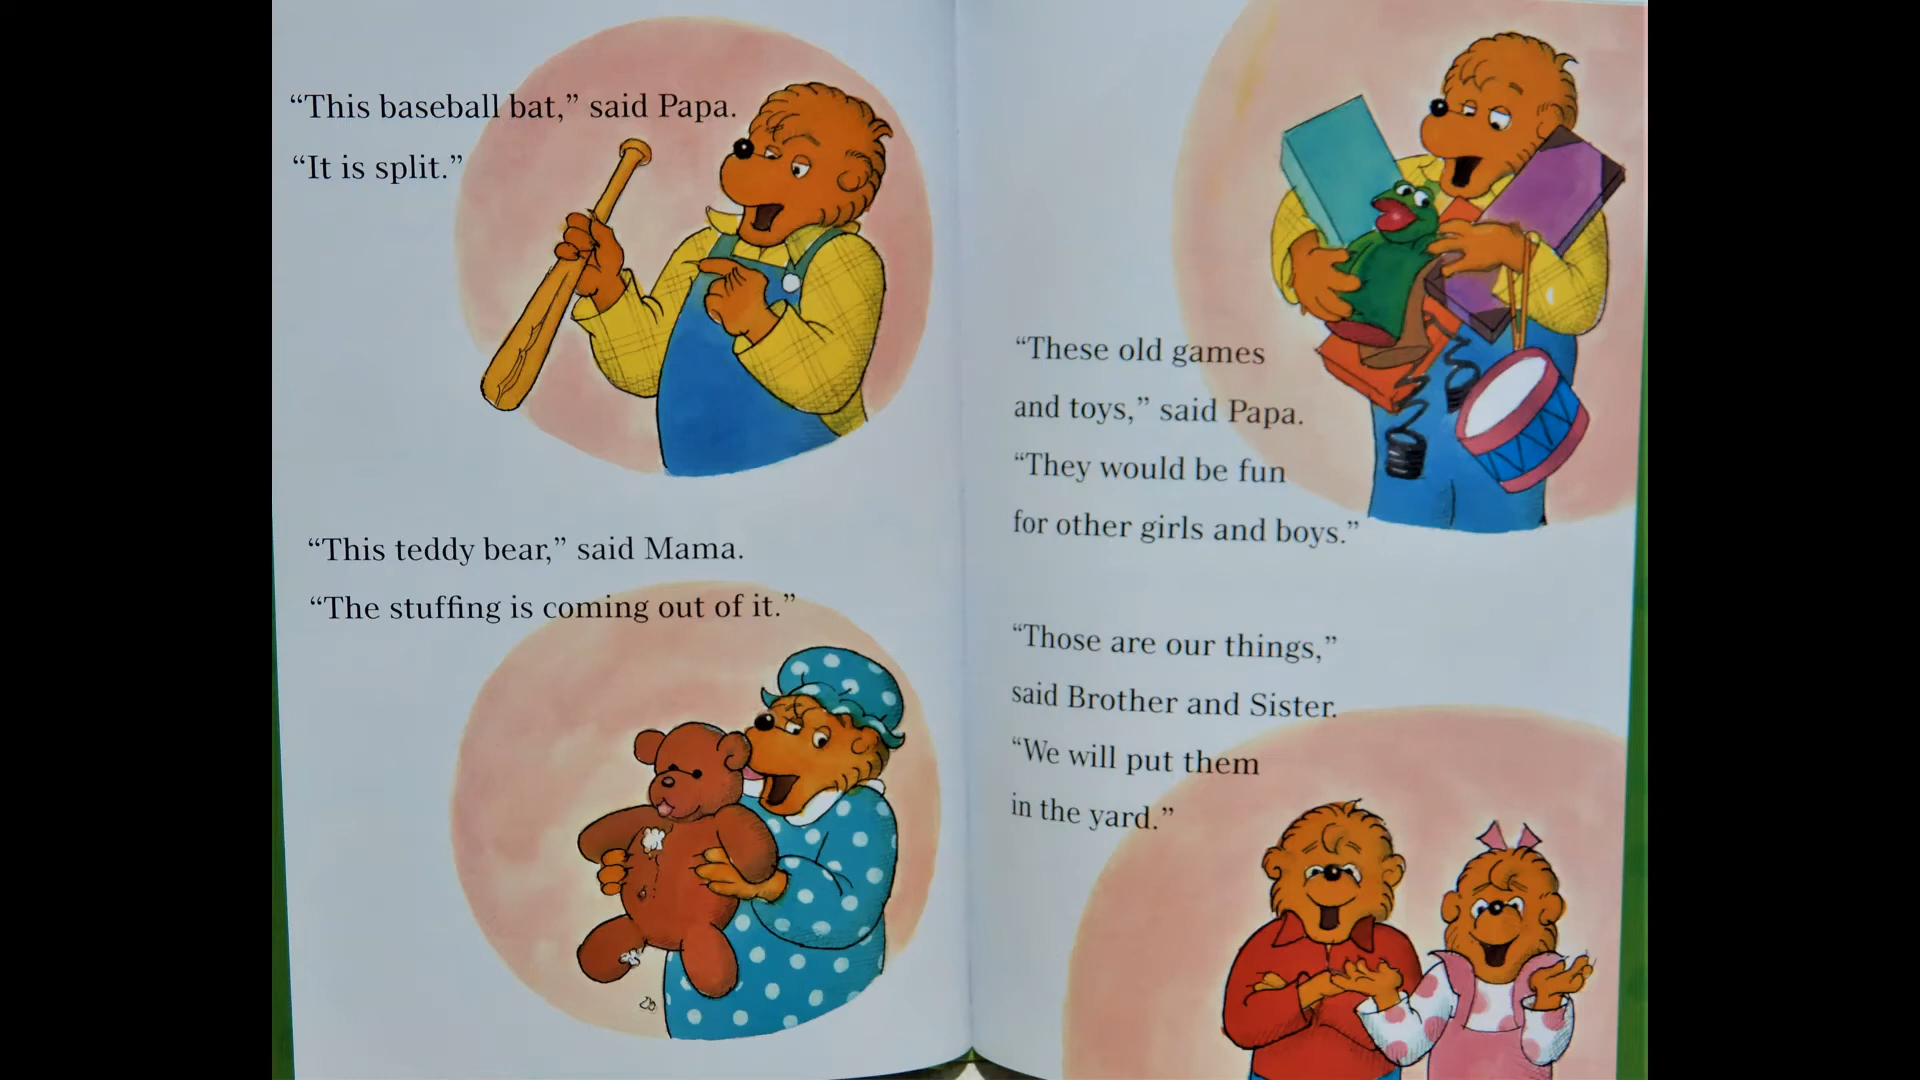 “This baseball bat,” said Papa.
“It is split.”
“This teddy bear,” said Mama.
“The stuffing is coming out of it.”
“These old games
and toys,” said Papa.
“They would be fun
for other girls and boys.”
“Those are our things,”
said Brother and Sister.
“We will put them
in the yard.”